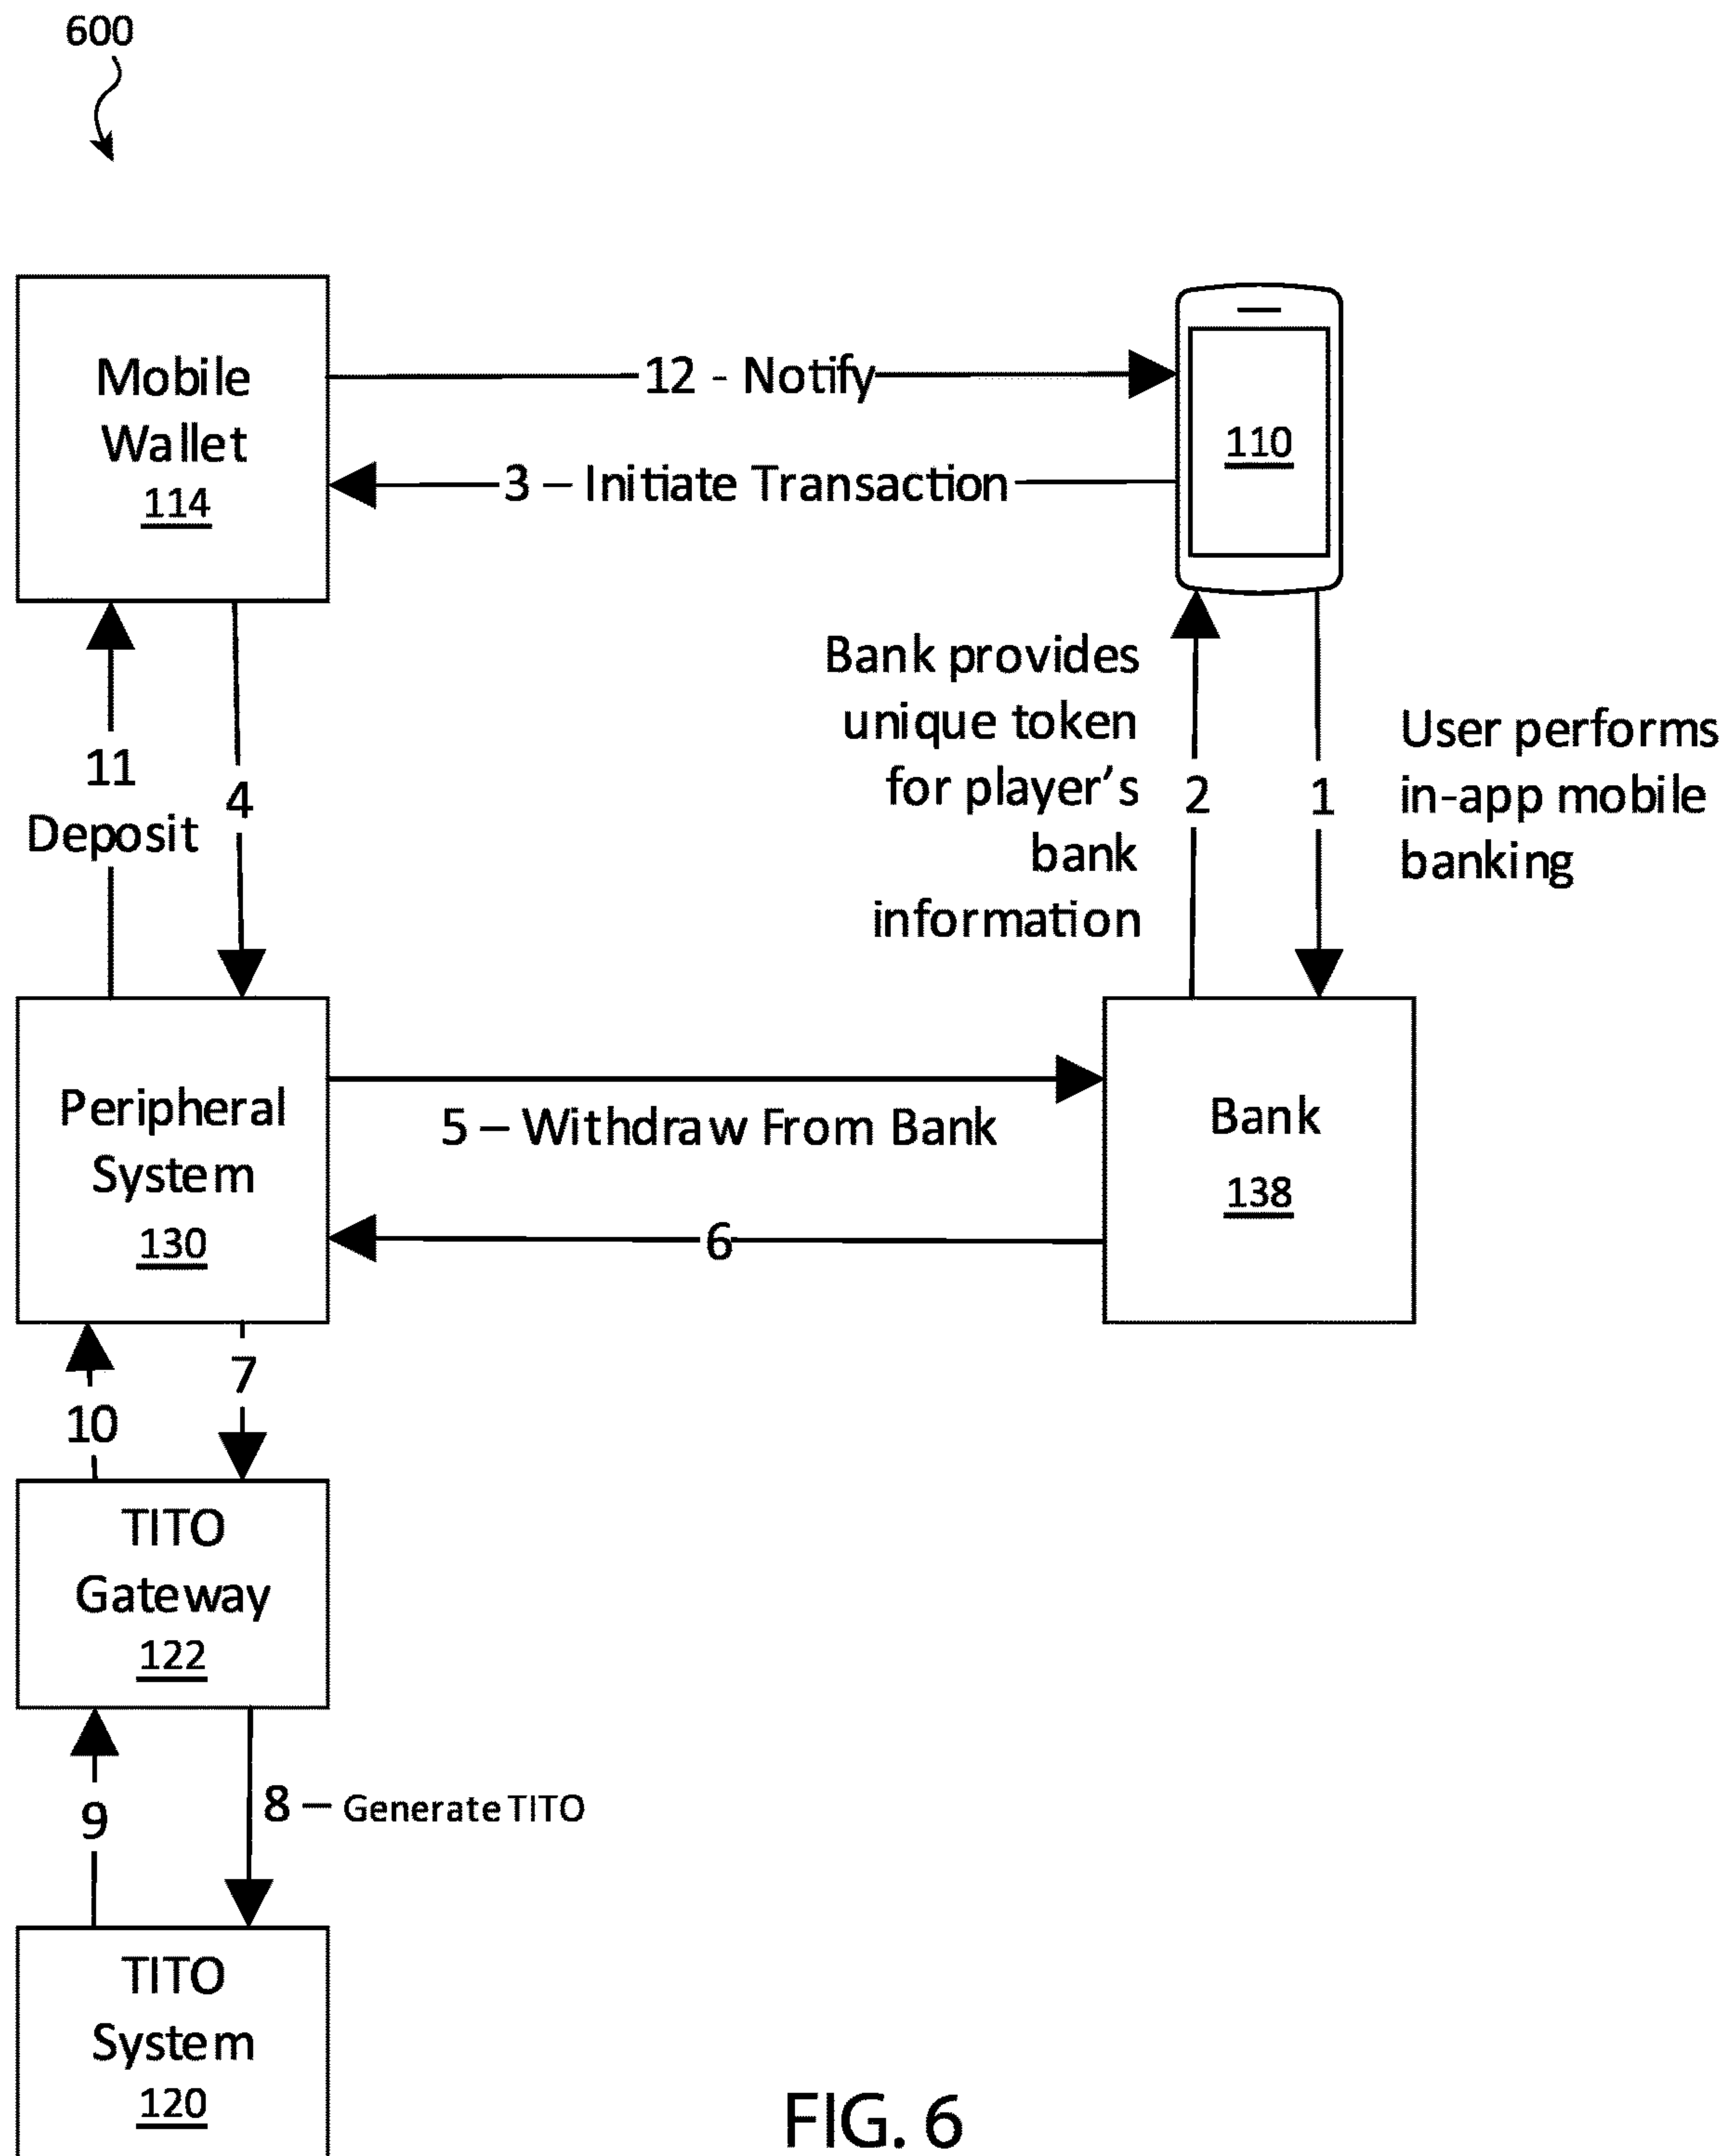 600
Mobile
Wallet
114
12 - Notify
3 – Initiate Transaction
110
11
Deposit
4
Bank provides
unique token
for player's
bank
information
2
1
User performs
in-app mobile
banking
Peripheral
System
130
5 – Withdraw From Bank
6
Bank
138
10
7
TITO
Gateway
122
9
8 – Generate TITO
TITO
System
120
FIG. 6